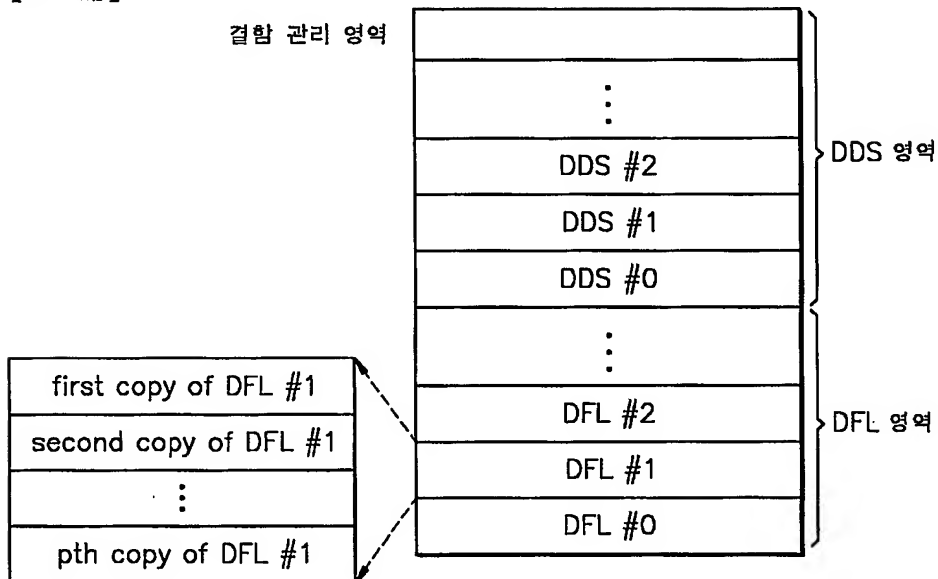 결함 관리 영역
⋮
DDS #2
DDS #1
DDS #0
DDS 영역
⋮
DFL #2
DFL #1
DFL #0
DFL 영역
first copy of DFL #1
second copy of DFL #1
⋮
pth copy of DFL #1